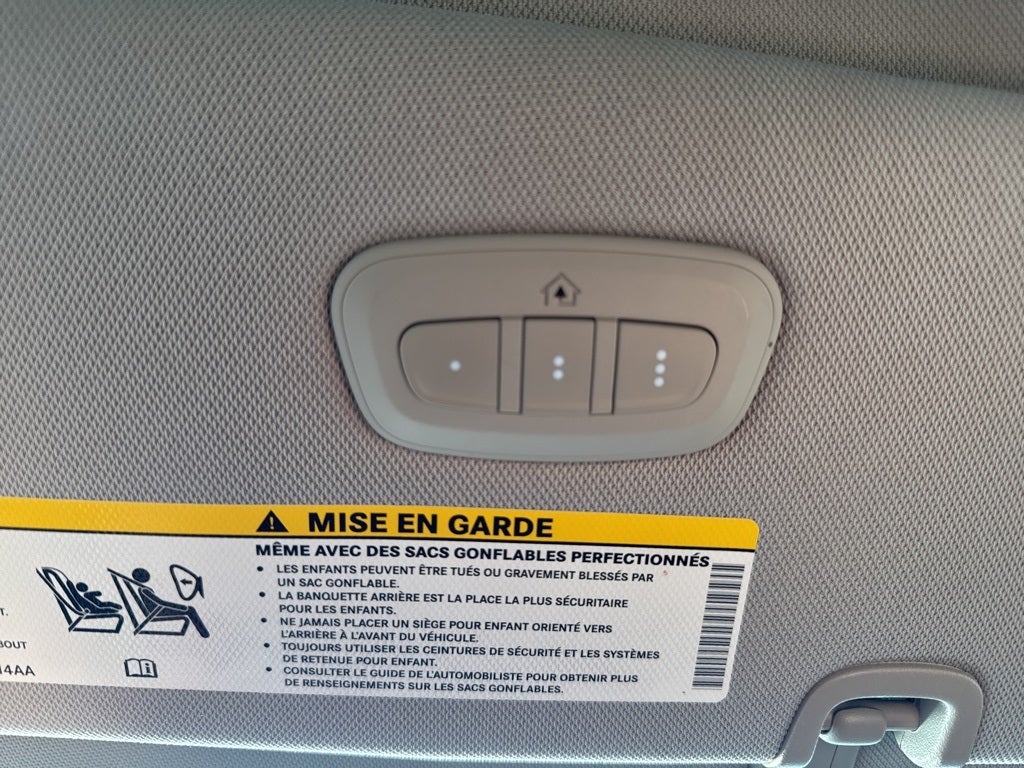 MISE EN GARDE
MÊME AVEC DES SACS GONFLABLES PERFECTIONNÉS
• LES ENFANTS PEUVENT ÊTRE TUÉS OU GRAVEMENT BLESSÉS PAR
UN SAC GONFLABLE.
• LA BANQUETTE ARRIÈRE EST LA PLACE LA PLUS SÉCURITAIRE
POUR LES ENFANTS.
• NE JAMAIS PLACER UN SIÈGE POUR ENFANT ORIENTÉ VERS
L'ARRIÈRE À L'AVANT DU VÉHICULE.
• TOUJOURS UTILISER LES CEINTURES DE SÉCURITÉ ET LES SYSTÈMES
DE RETENUE POUR ENFANT.
• CONSULTER LE GUIDE DE L'AUTOMOBILISTE POUR OBTENIR PLUS
DE RENSEIGNEMENTS SUR LES SACS GONFLABLES.
T.
BOUT
14AA